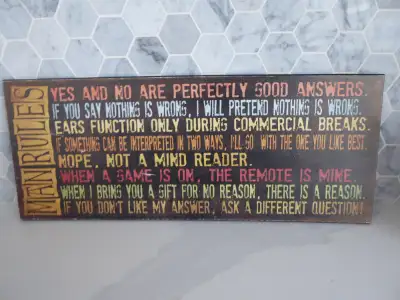 MAN RULES
YES AND NO ARE PERFECTLY GOOD ANSWERS.
IF YOU SAY NOTHING IS WRONG, I WILL PRETEND NOTHING IS WRONG.
EARS FUNCTION ONLY DURING COMMERCIAL BREAKS.
IF SOMETHING CAN BE INTERPRETED IN TWO WAYS, I'LL GO WITH THE ONE YOU LIKE BEST.
NOPE, NOT A MIND READER.
WHEN A GAME IS ON, THE REMOTE IS MINE.
WHEN I BRING YOU A GIFT FOR NO REASON, THERE IS A REASON.
IF YOU DON'T LIKE MY ANSWER, ASK A DIFFERENT QUESTION!